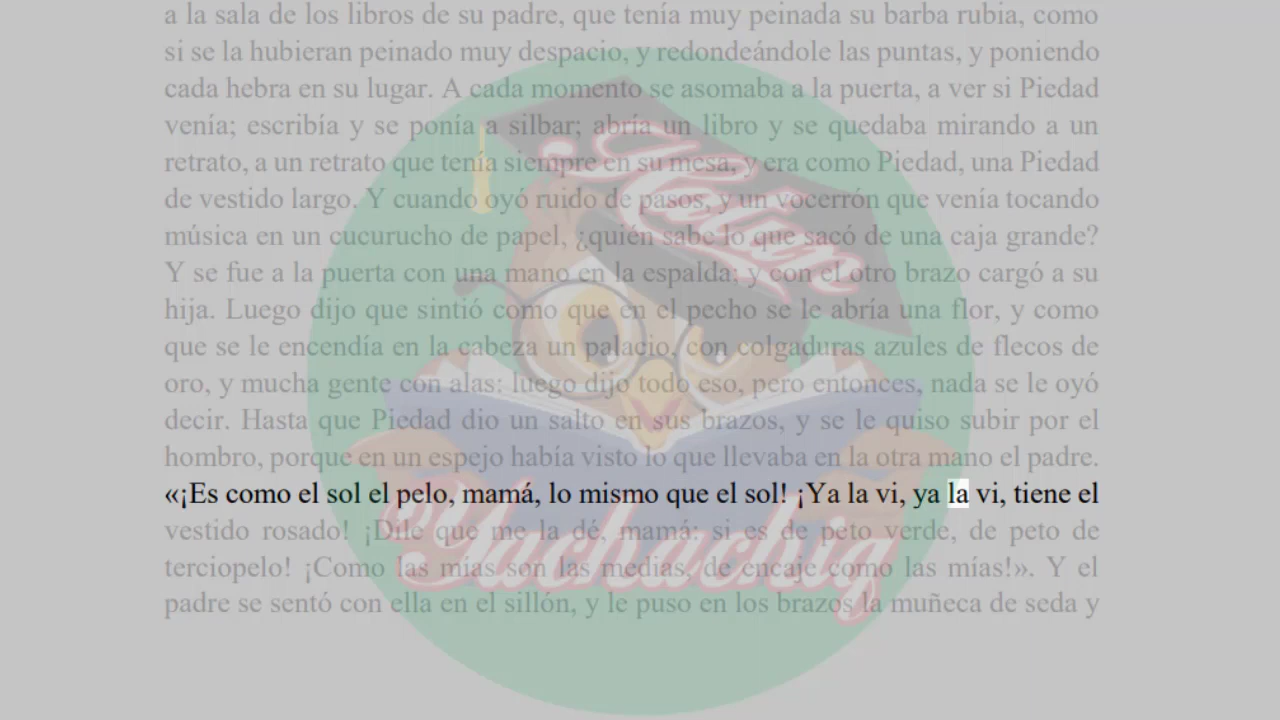 a la sala de los libros de su padre, que tenía muy peinada su barba rubia, como
si se la hubieran peinado muy despacio, y redondeándole las puntas, y poniendo
cada hebra en su lugar. A cada momento se asomaba a la puerta, a ver si Piedad
venía; escribía y se ponía a silbar; abría un libro y se quedaba mirando a un
retrato, a un retrato que tenía siempre en su mesa, y era como Piedad, una Piedad
de vestido largo. Y cuando oyó ruido de pasos, y un vocerrón que venía tocando
música en un cucurucho de papel, ¿quién sabe lo que sacó de una caja grande?
Y se fue a la puerta con una mano en la espalda: y con el otro brazo cargó a su
hija. Luego dijo que sintió como que en el pecho se le abría una flor, y como
que se le encendía en la cabeza un palacio, con colgaduras azules de flecos de
oro, y mucha gente con alas: luego dijo todo eso, pero entonces, nada se le oyó
decir. Hasta que Piedad dio un salto en sus brazos, y se le quiso subir por el
hombro, porque en un espejo había visto lo que llevaba en la otra mano el padre.
«¡Es como el sol el pelo, mamá, lo mismo que el sol! ¡Ya la vi, ya la vi, tiene el
vestido rosado! ¡Dile que me la dé, mamá: si es de peto verde, de peto de
terciopelo! ¡Como las mías son las medias, de encaje como las mías!». Y el
padre se sentó con ella en el sillón, y le puso en los brazos la muñeca de seda y
Hatun
Yachachiq